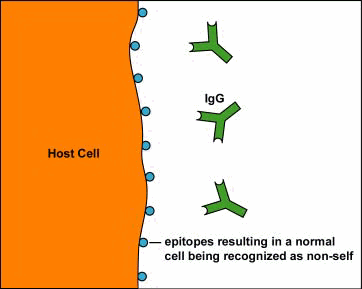 IgG
Host Cell
epitopes resulting in a normal
cell being recognized as non-self